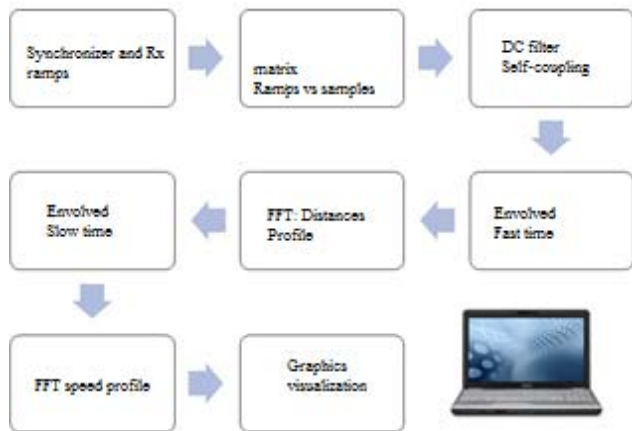 Synchronizer and Rx
ramps
matrix
Ramps vs samples
DC filter
Self-coupling
Envolved
Slow time
FFT: Distances
Profile
Envolved
Fast time
FFT speed profile
Graphics
visualization